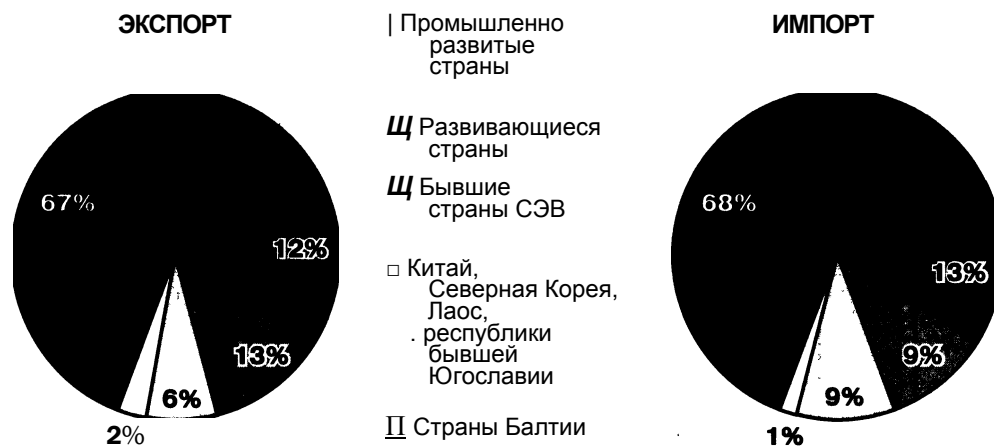 ЭКСПОРТ
67%
12%
13%
6%
2%
| Промышленно
развитые
страны
Щ Развивающиеся
страны
Щ Бывшие
страны СЭВ
□ Китай,
Северная Корея,
Лаос,
. республики
бывшей
Югославии
П Страны Балтии
ИМПОРТ
68%
13%
9%
9%
1%